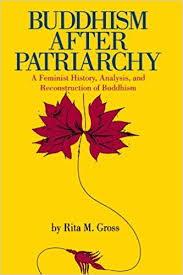 BUDDHISM
AFTER
PATRIARCHY
A Feminist History, Analysis, and
Reconstruction of Buddhism
by Rita M. Gross